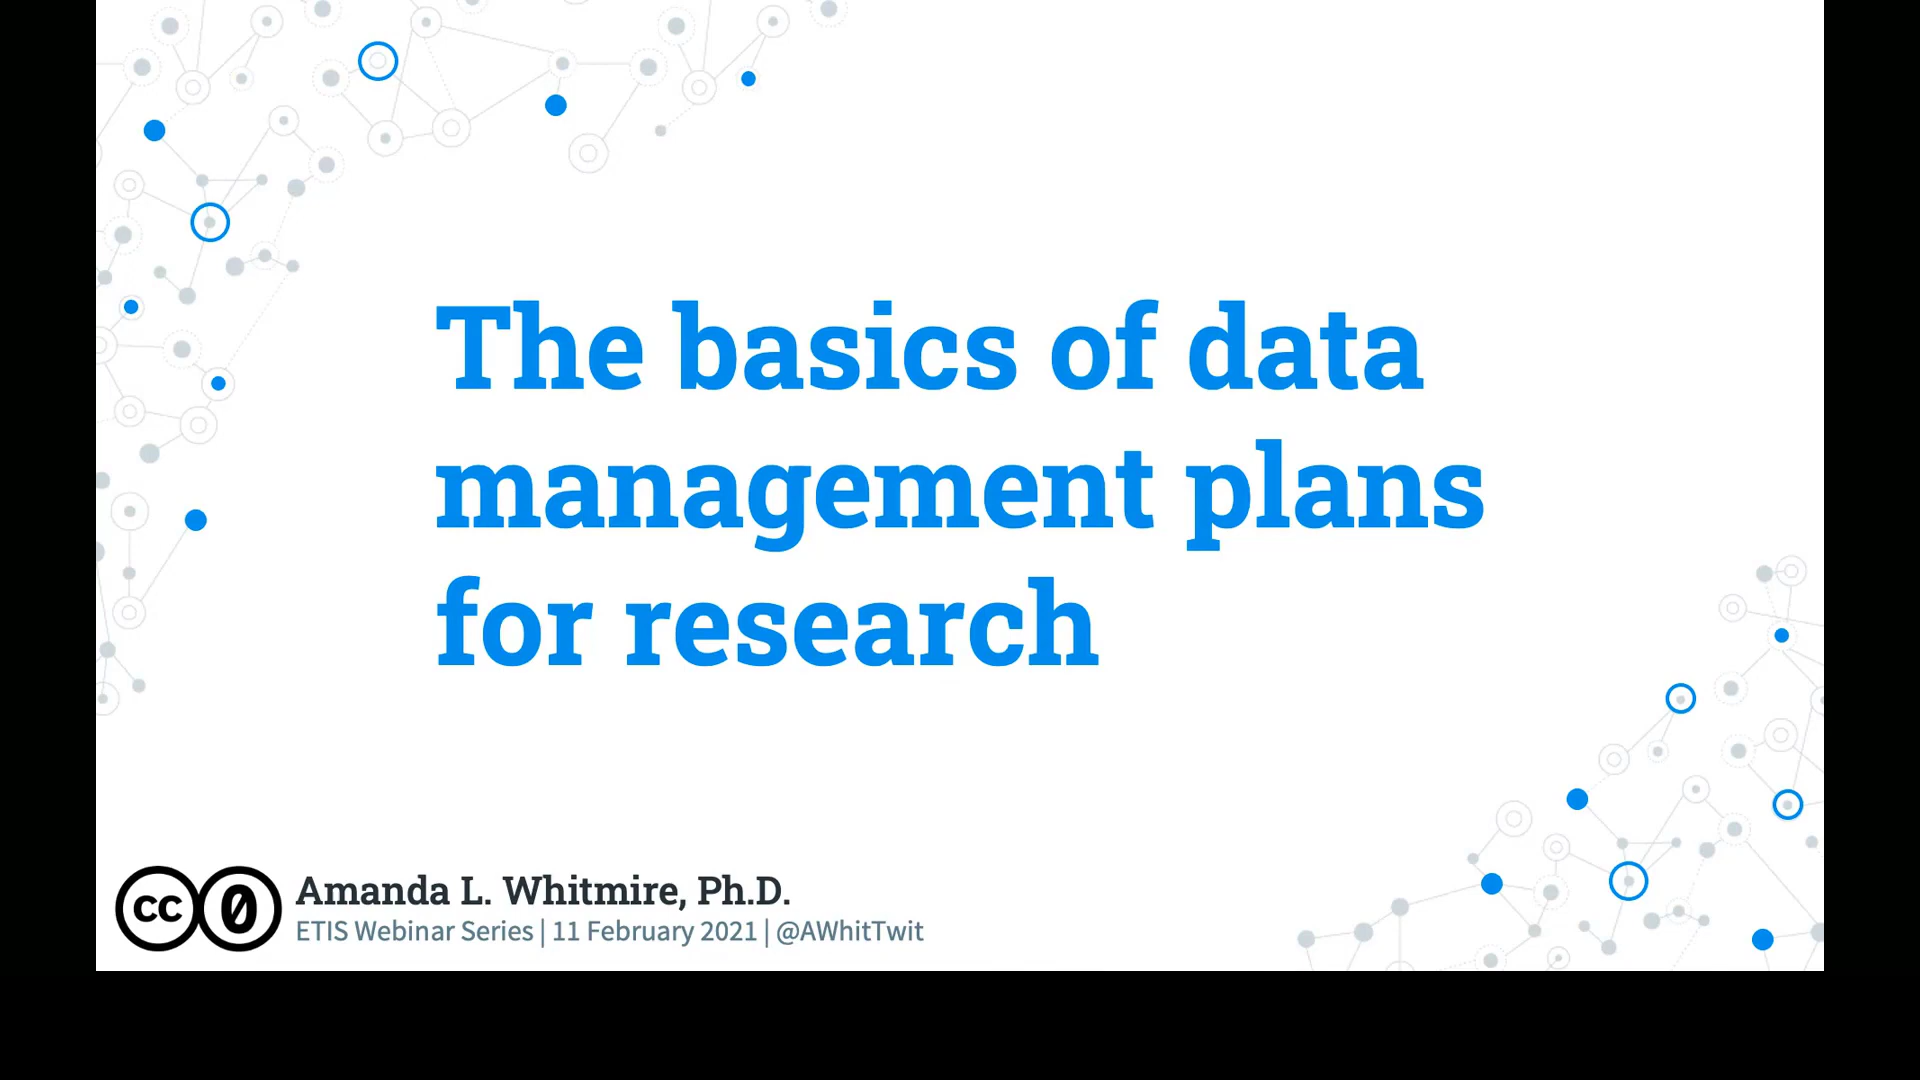 The basics of data
management plans
for research
cc 0 Amanda L. Whitmire, Ph.D.
ETIS Webinar Series | 11 February 2021 | @AWhitTwit